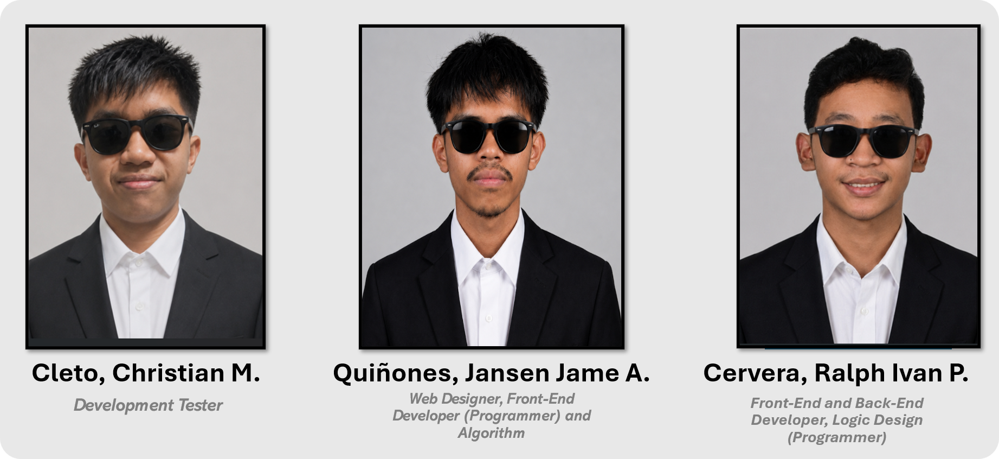 Cleto, Christian M.
Development Tester
Quiñones, Jansen Jame A.
Web Designer, Front-End
Developer (Programmer) and
Algorithm
Cervera, Ralph Ivan P.
Front-End and Back-End
Developer, Logic Design
(Programmer)